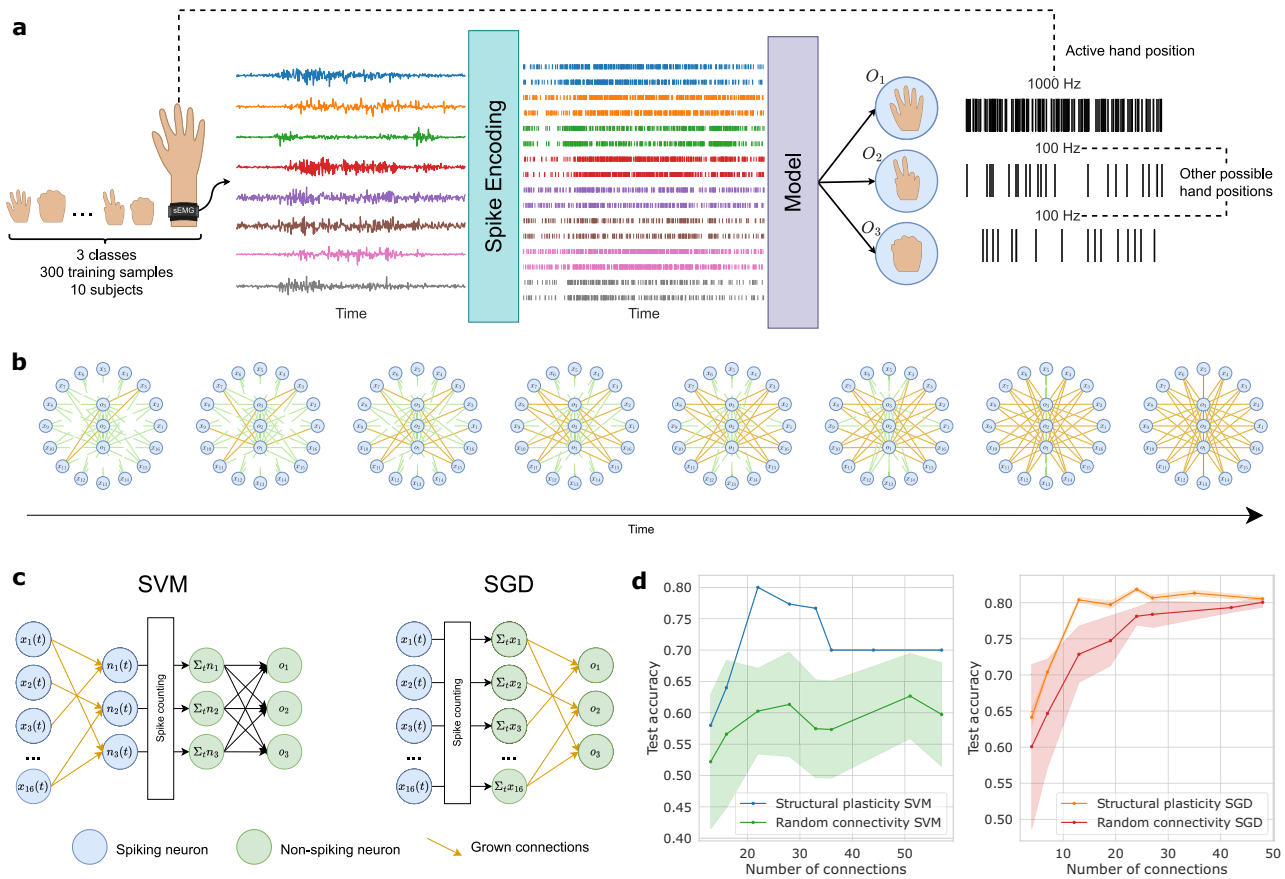 a
sEMG
3 classes
300 training samples
10 subjects
Time
Spike Encoding
Time
Model
O₁
O₂
O₃
Active hand position
1000 Hz
100 Hz
Other possible
hand positions
100 Hz
b
Time
c
SVM
x₁(t)
x₂(t)
x₃(t)
...
x₁₆(t)
n₁(t)
n₂(t)
n₃(t)
Spike counting
Σₜn₁
Σₜn₂
Σₜn₃
o₁
o₂
o₃
SGD
x₁(t)
x₂(t)
x₃(t)
...
x₁₆(t)
Spike counting
Σₜx₁
Σₜx₂
Σₜx₃
...
Σₜx₁₆
o₁
o₂
o₃
Spiking neuron
Non-spiking neuron
Grown connections
d
Test accuracy
0.80
0.75
0.70
0.65
0.60
0.55
0.50
0.45
0.40
Structural plasticity SVM
Random connectivity SVM
20 30 40 50
Number of connections
Test accuracy
0.80
0.75
0.70
0.65
0.60
0.55
0.50
Structural plasticity SGD
Random connectivity SGD
10 20 30 40 50
Number of connections